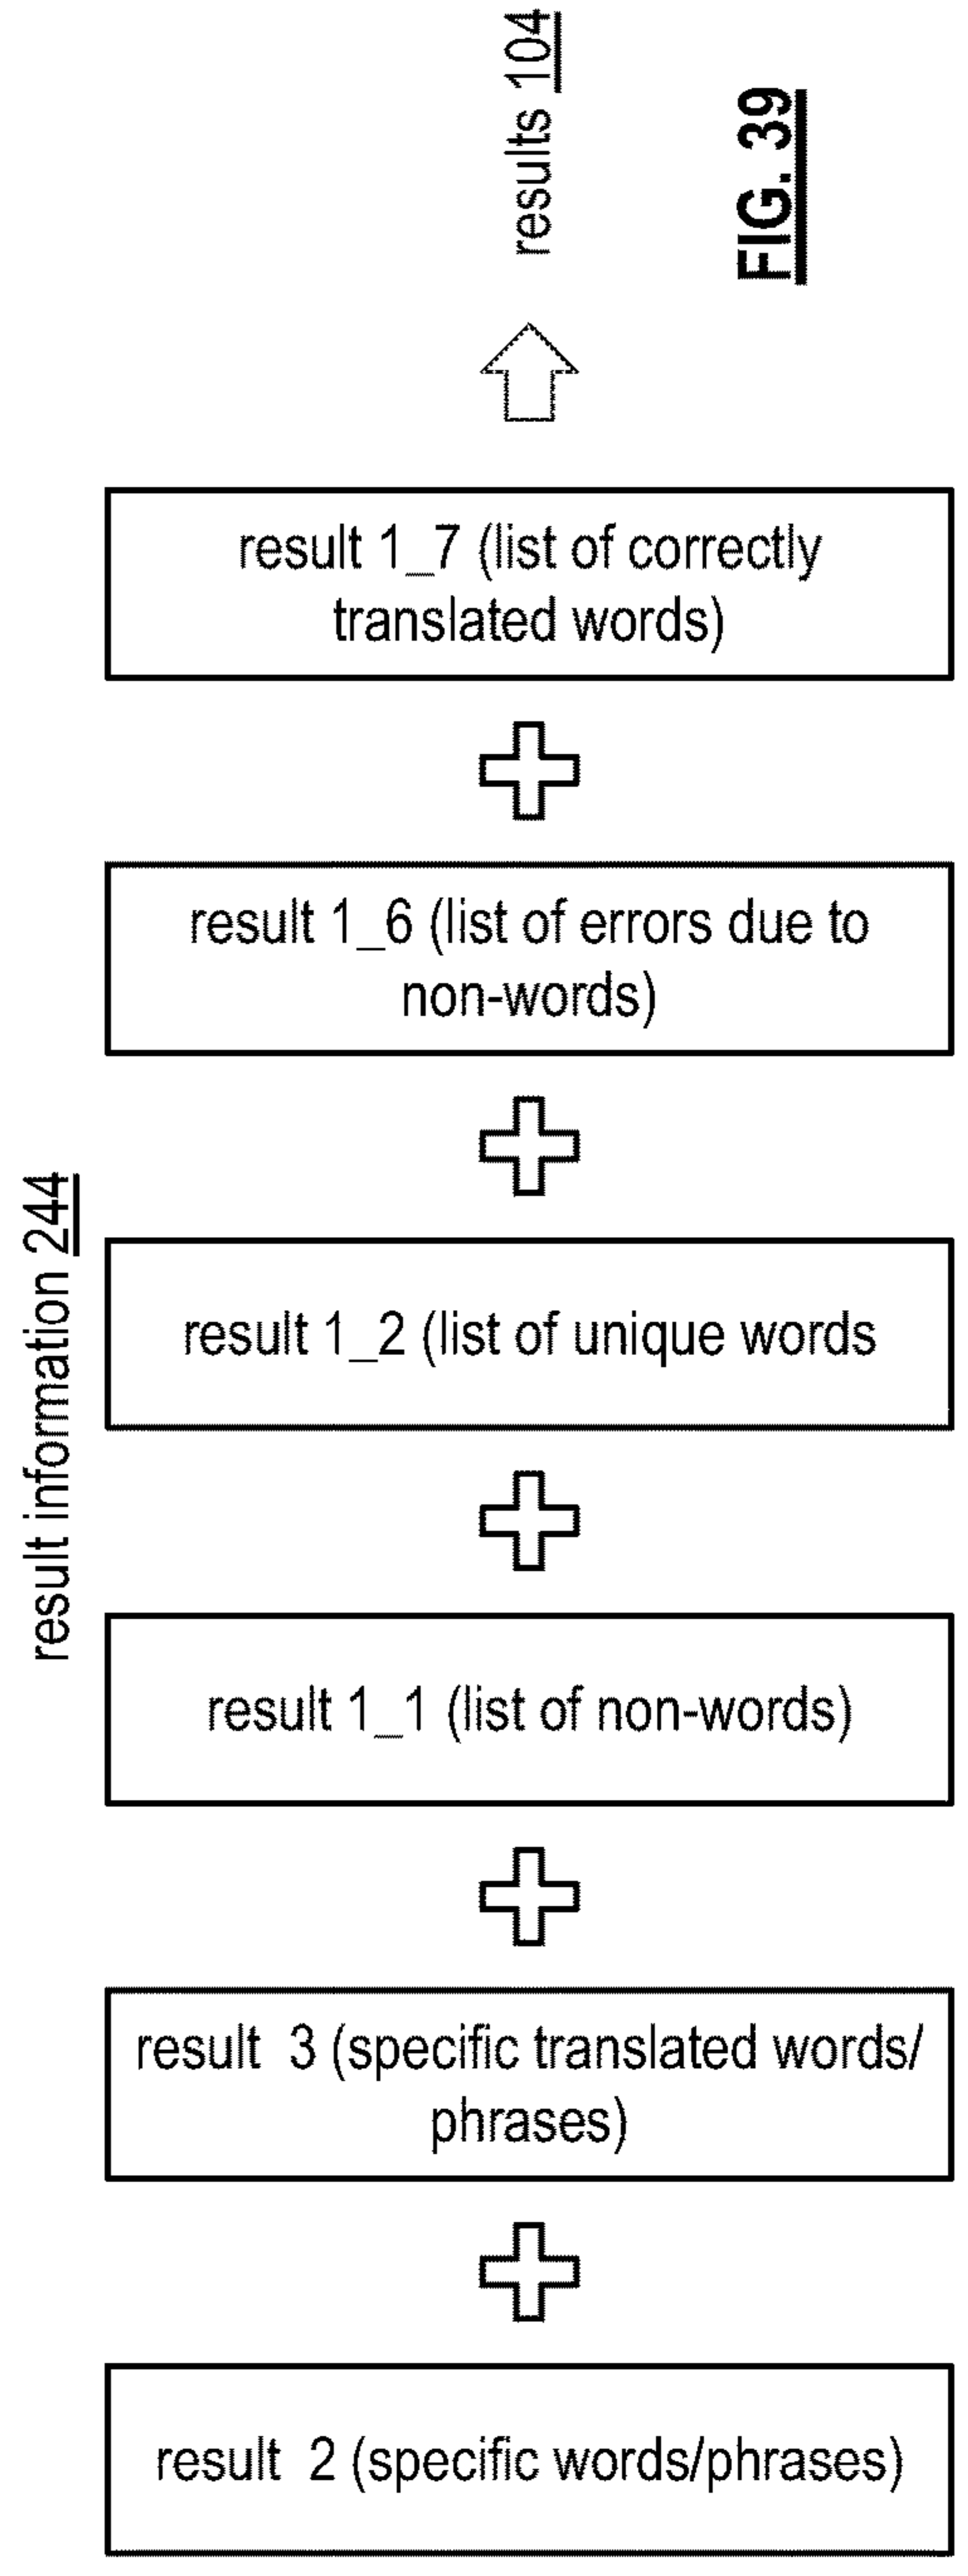 results 104
FIG. 39
result 1_7 (list of correctly
translated words)
result 1_6 (list of errors due to
non-words)
result information 244
result 1_2 (list of unique words
result 1_1 (list of non-words)
result 3 (specific translated words/
phrases)
result 2 (specific words/phrases)